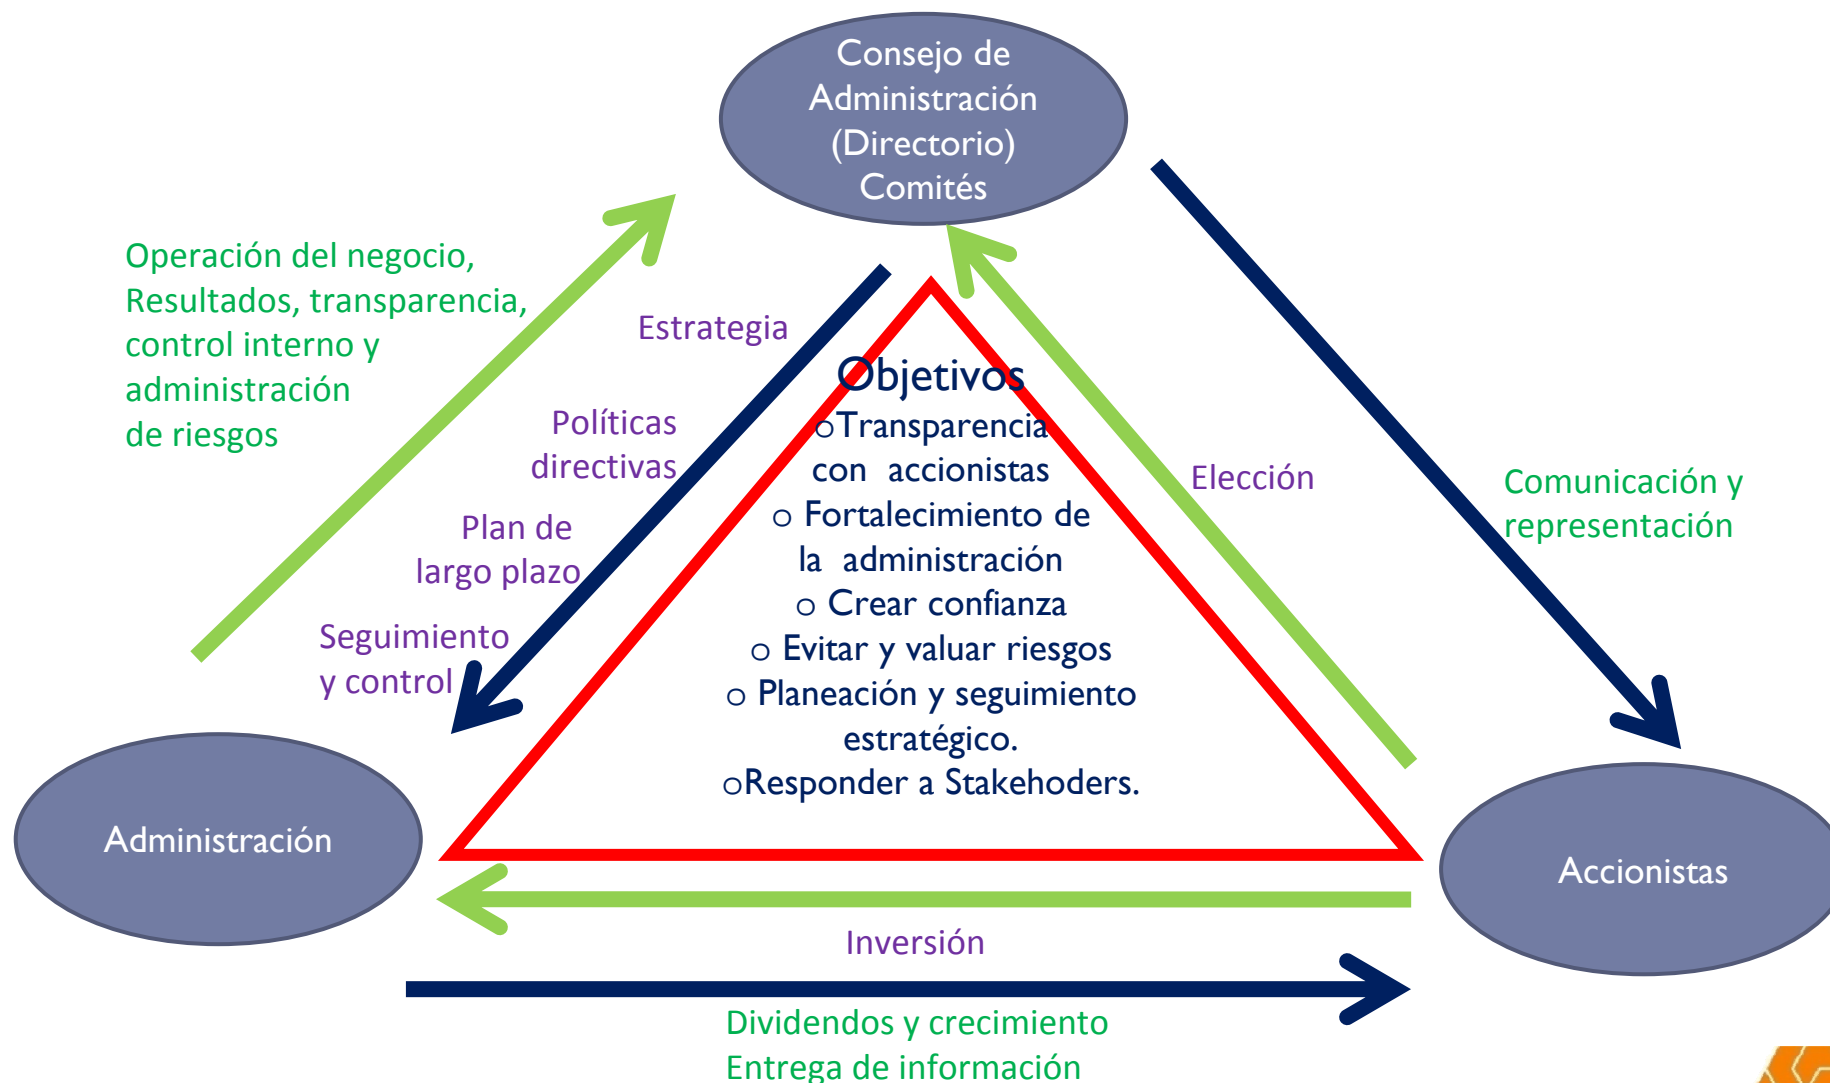 Consejo de
Administración
(Directorio)
Comités
Operación del negocio,
Resultados, transparencia,
control interno y
administración
de riesgos
Estrategia
Políticas
directivas
Plan de
largo plazo
Seguimiento
y control
Objetivos
oTransparencia
con accionistas
o Fortalecimiento de
la administración
o Crear confianza
o Evitar y valuar riesgos
o Planeación y seguimiento
estratégico.
oResponder a Stakehoders.
Elección
Comunicación y
representación
Administración
Accionistas
Inversión
Dividendos y crecimiento
Entrega de información